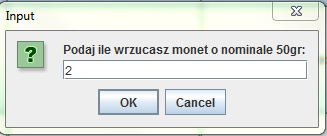 Input
Podaj ile wrzucasz monet o nominale 50gr:
?
2
OK Cancel